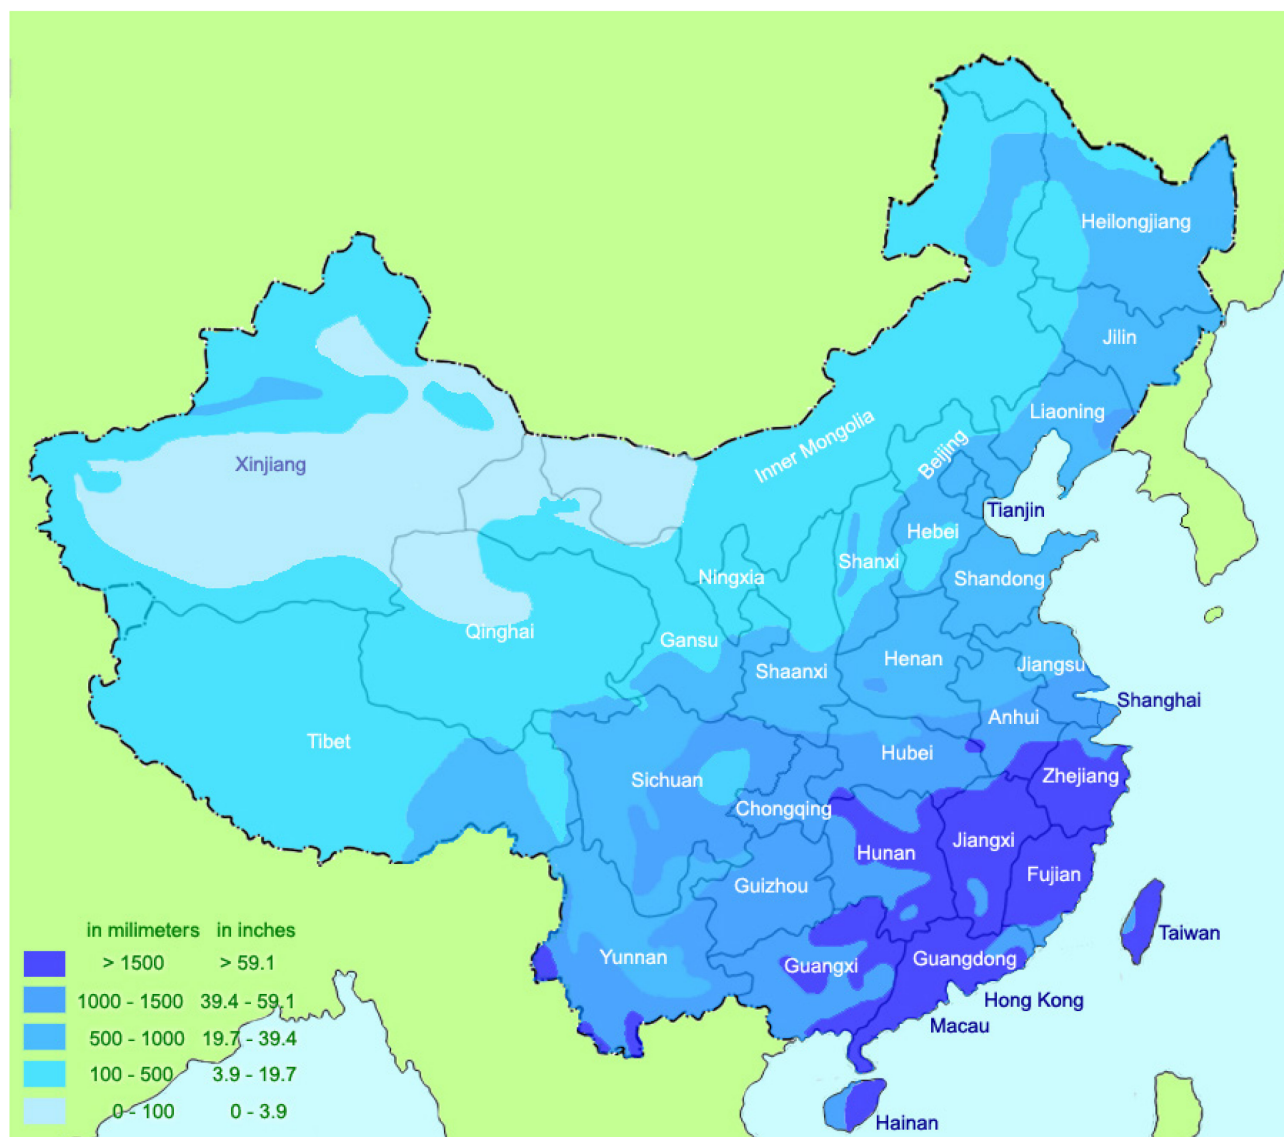 Heilongjiang
Jilin
Liaoning
Inner Mongolia
Beijing
Xinjiang
Tianjin
Hebei
Shanxi
Ningxia
Shandong
Qinghai
Gansu
Shaanxi
Henan
Jiangsu
Shanghai
Anhui
Tibet
Hubei
Sichuan
Zhejiang
Chongqing
Jiangxi
Hunan
Fujian
Guizhou
Taiwan
Yunnan
Guangxi
Guangdong
Hong Kong
Macau
Hainan
in milimeters in inches
> 1500 > 59.1
1000 - 1500 39.4 - 59.1
500 - 1000 19.7 - 39.4
100 - 500 3.9 - 19.7
0 - 100 0 - 3.9